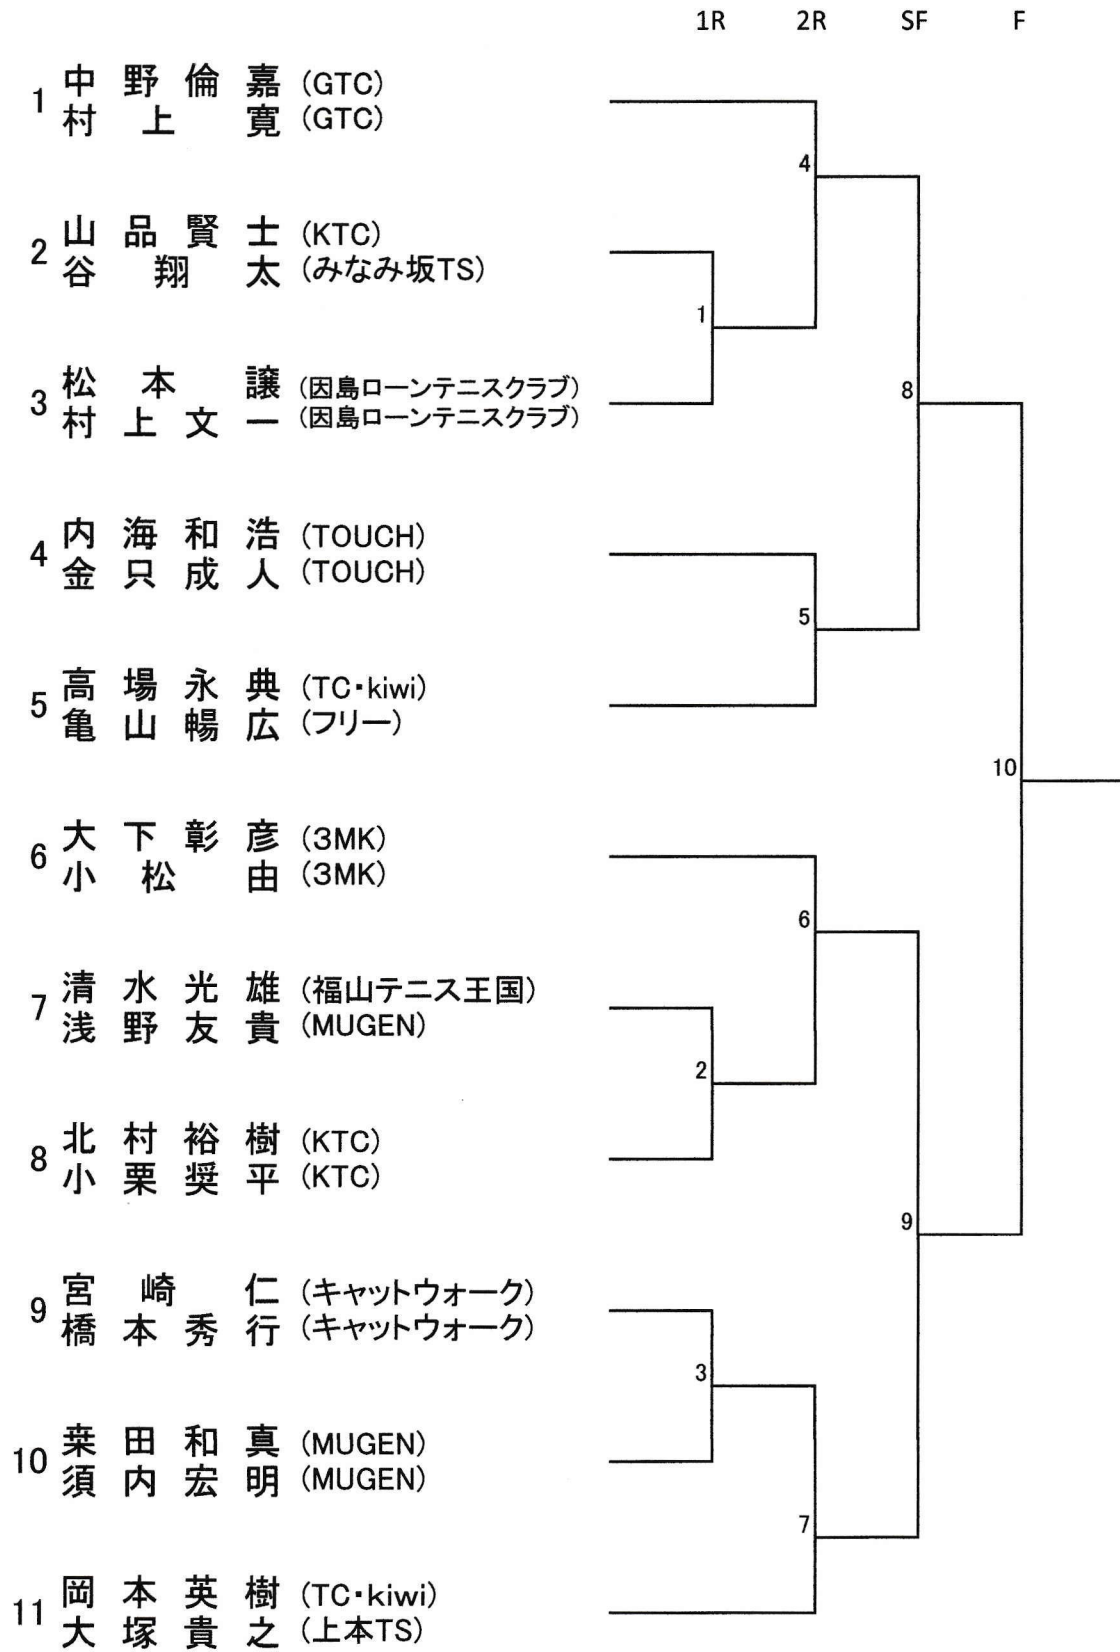 1R 2R SF F
1 中野倫嘉 (GTC)
村上寛 (GTC)
4
2 山品賢士 (KTC)
谷翔太 (みなみ坂TS)
1
3 松本譲 (因島ローンテニスクラブ)
村上文一 (因島ローンテニスクラブ)
8
4 内海和浩 (TOUCH)
金只成人 (TOUCH)
5
5 高場永典 (TC・kiwi)
亀山暢広 (フリー)
10
6 大下彰彦 (3MK)
小松由 (3MK)
6
7 清水光雄 (福山テニス王国)
浅野友貴 (MUGEN)
2
8 北村裕樹 (KTC)
小栗奨平 (KTC)
9
9 宮崎仁 (キャットウォーク)
橋本秀行 (キャットウォーク)
3
10 桒田和真 (MUGEN)
須内宏明 (MUGEN)
7
11 岡本英樹 (TC・kiwi)
大塚貴之 (上本TS)